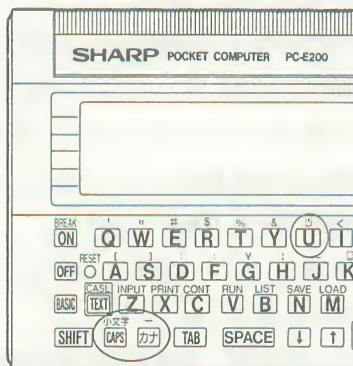 SHARP POCKET COMPUTER PC-E200
BREAK ' " # $ % & <
ON Q W E R T Y U I
RESET [ ] : ; ¥
OFF A S D F G H J K
CASL INPUT PRINT CONT RUN LIST SAVE LOAD
BASIC TEXT Z X C V B N M
小文字 ー
SHIFT CAPS カナ TAB SPACE ↓ ↑